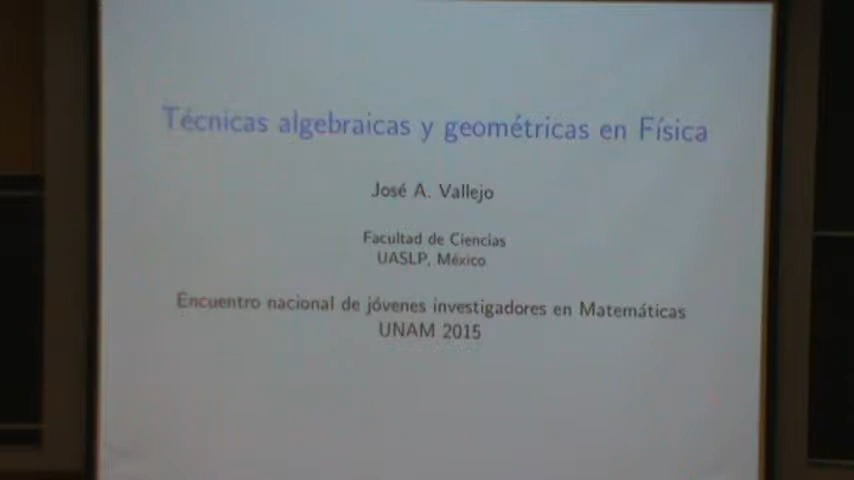 Técnicas algebraicas y geométricas en Física
José A. Vallejo
Facultad de Ciencias
UASLP, México
Encuentro nacional de jóvenes investigadores en Matemáticas
UNAM 2015